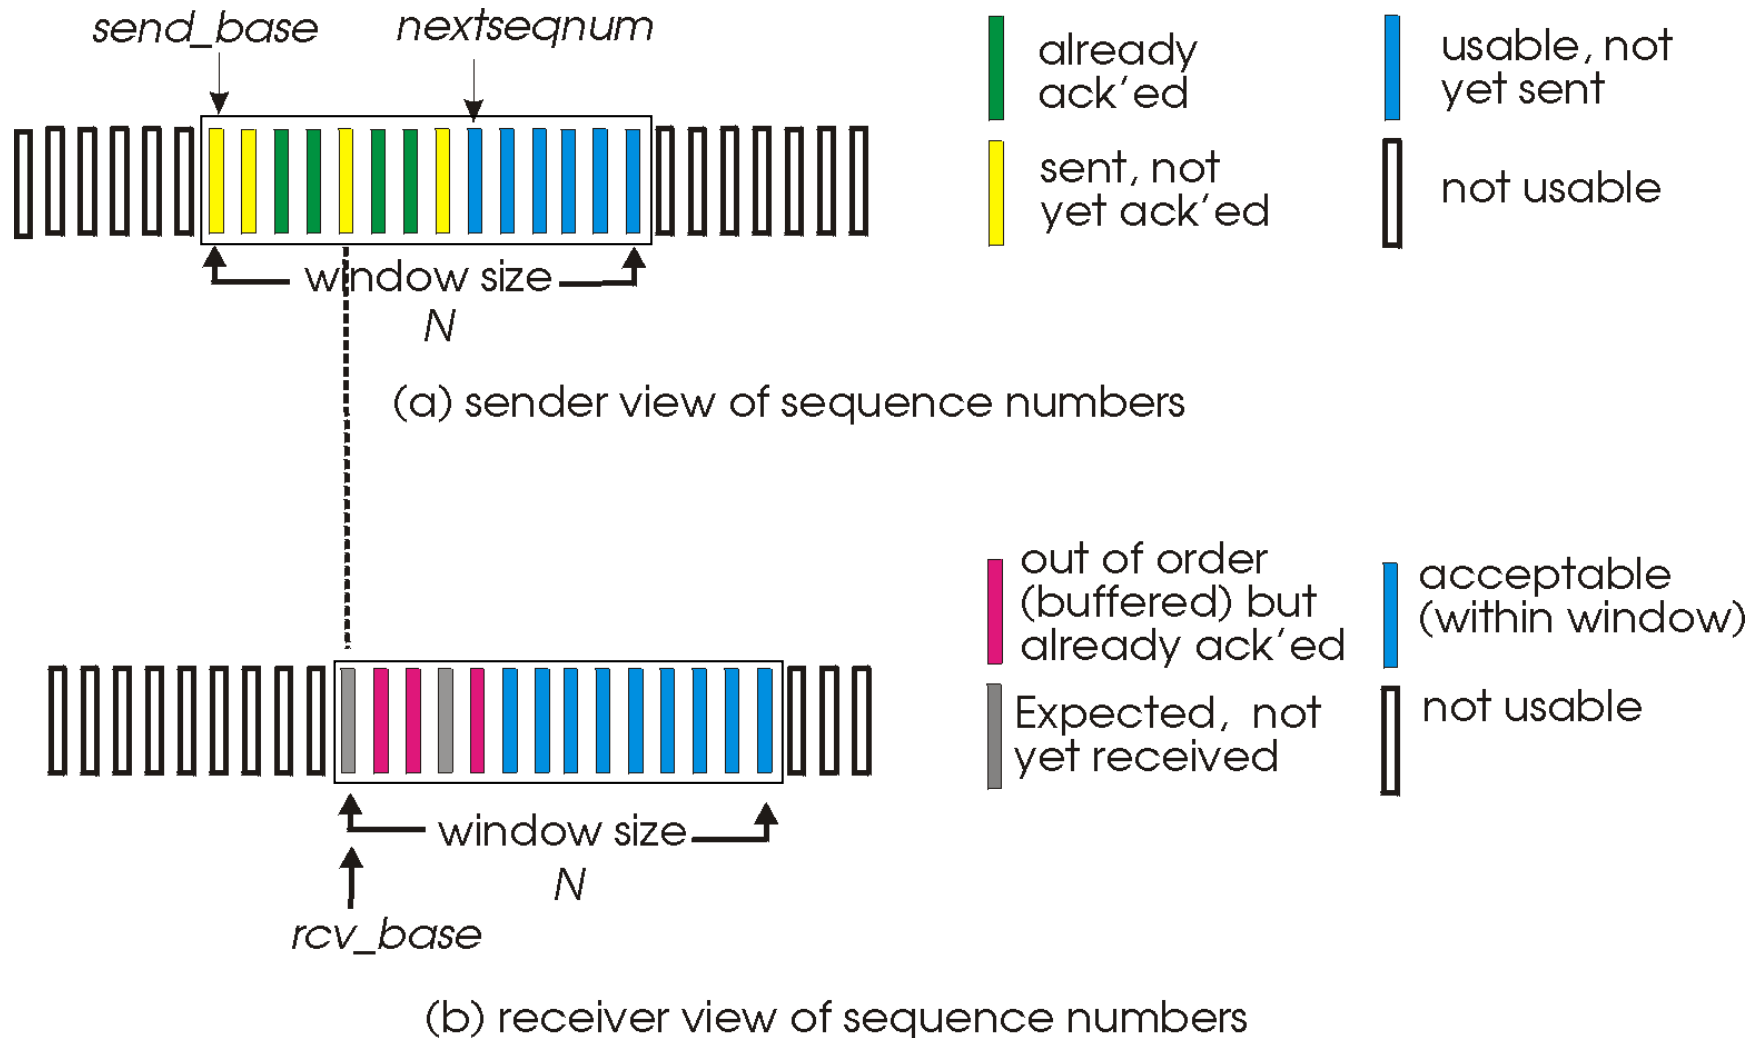 send_base
nextseqnum
already
ack'ed
usable, not
yet sent
sent, not
yet ack'ed
not usable
window size
N
(a) sender view of sequence numbers
out of order
(buffered) but
already ack'ed
acceptable
(within window)
Expected, not
yet received
not usable
window size
N
rcv_base
(b) receiver view of sequence numbers